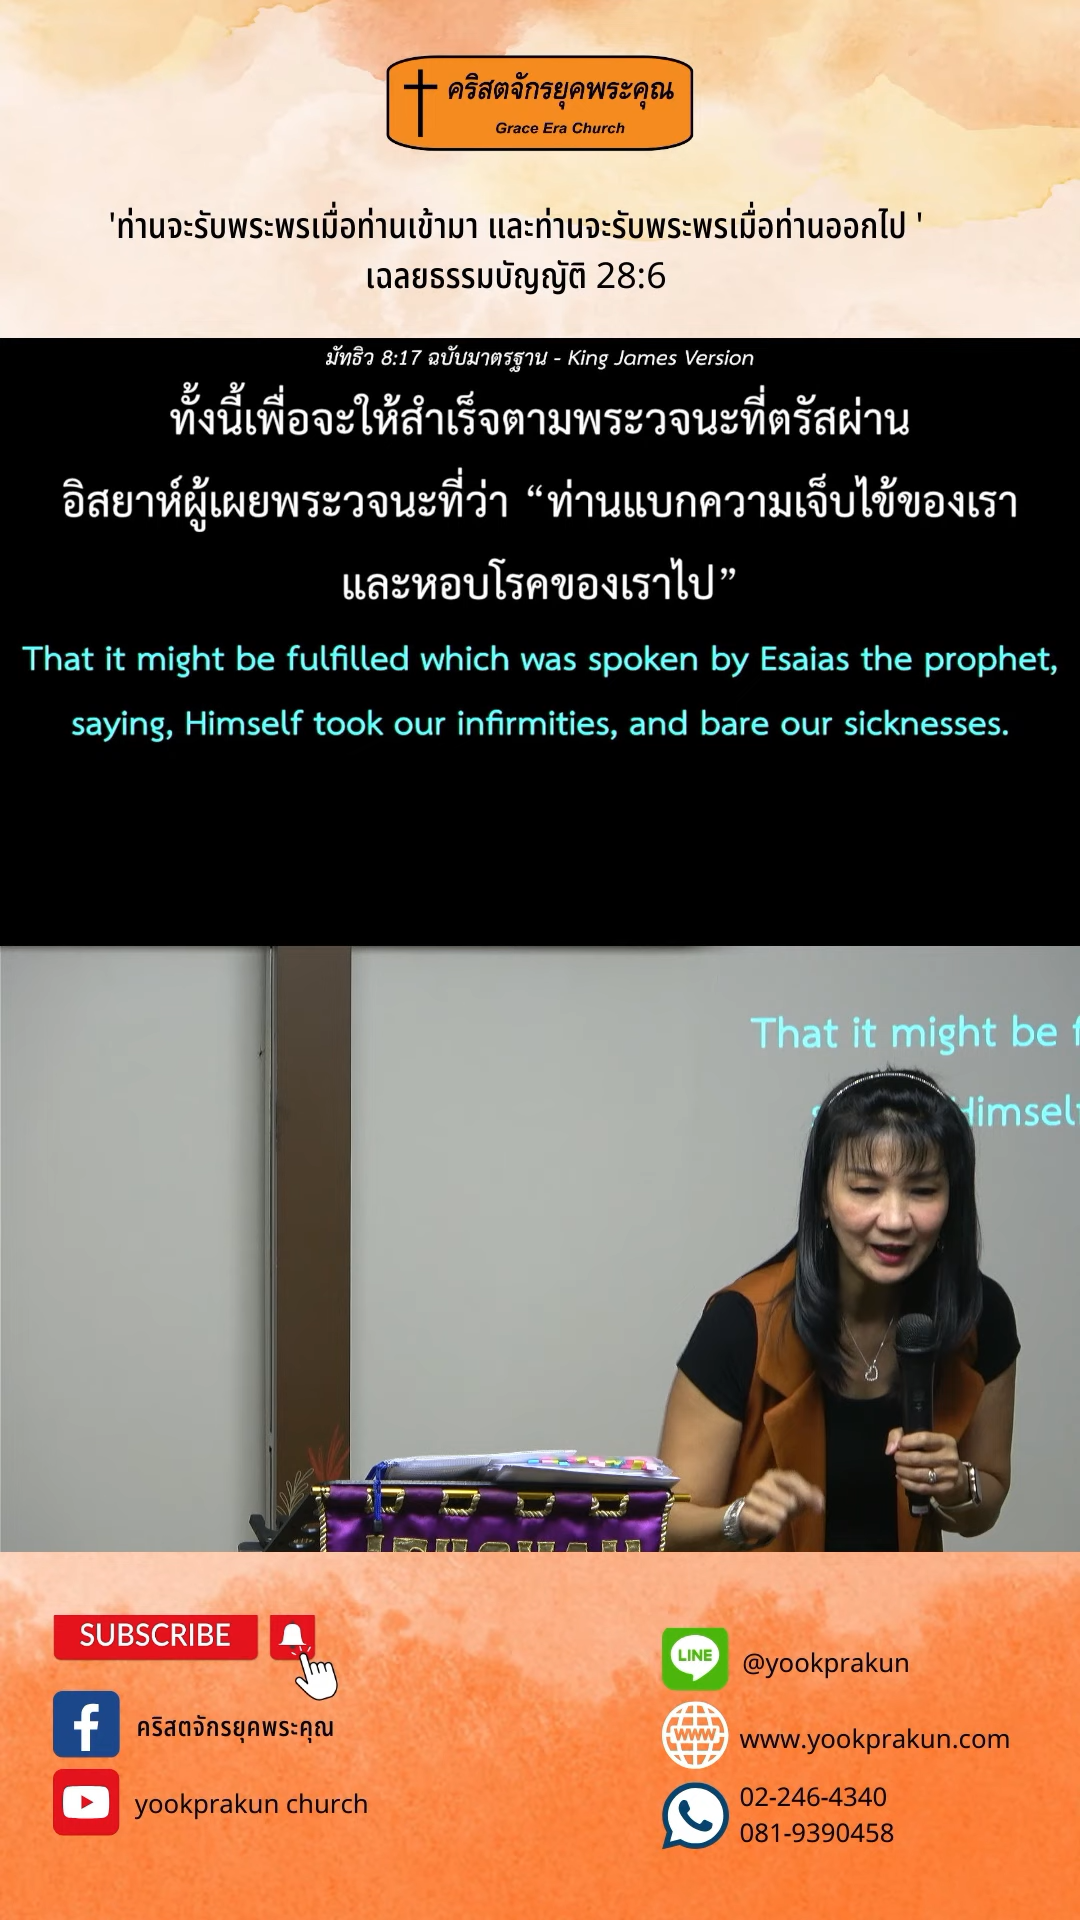 คริสตจักรยุคพระคุณ
Grace Era Church
'ท่านจะรับพระพรเมื่อท่านเข้ามา และท่านจะรับพระพรเมื่อท่านออกไป '
เฉลยธรรมบัญญัติ 28:6
มัทธิว 8:17 ฉบับมาตรฐาน - King James Version
ทั้งนี้เพื่อจะให้สำเร็จตามพระวจนะที่ตรัสผ่าน
อิสยาห์ผู้เผยพระวจนะที่ว่า “ท่านแบกความเจ็บไข้ของเรา
และหอบโรคของเราไป”
That it might be fulfilled which was spoken by Esaias the prophet,
saying, Himself took our infirmities, and bare our sicknesses.
That it might be
Himself
SUBSCRIBE
คริสตจักรยุคพระคุณ
yookprakun church
LINE
@yookprakun
WWW
www.yookprakun.com
02-246-4340
081-9390458